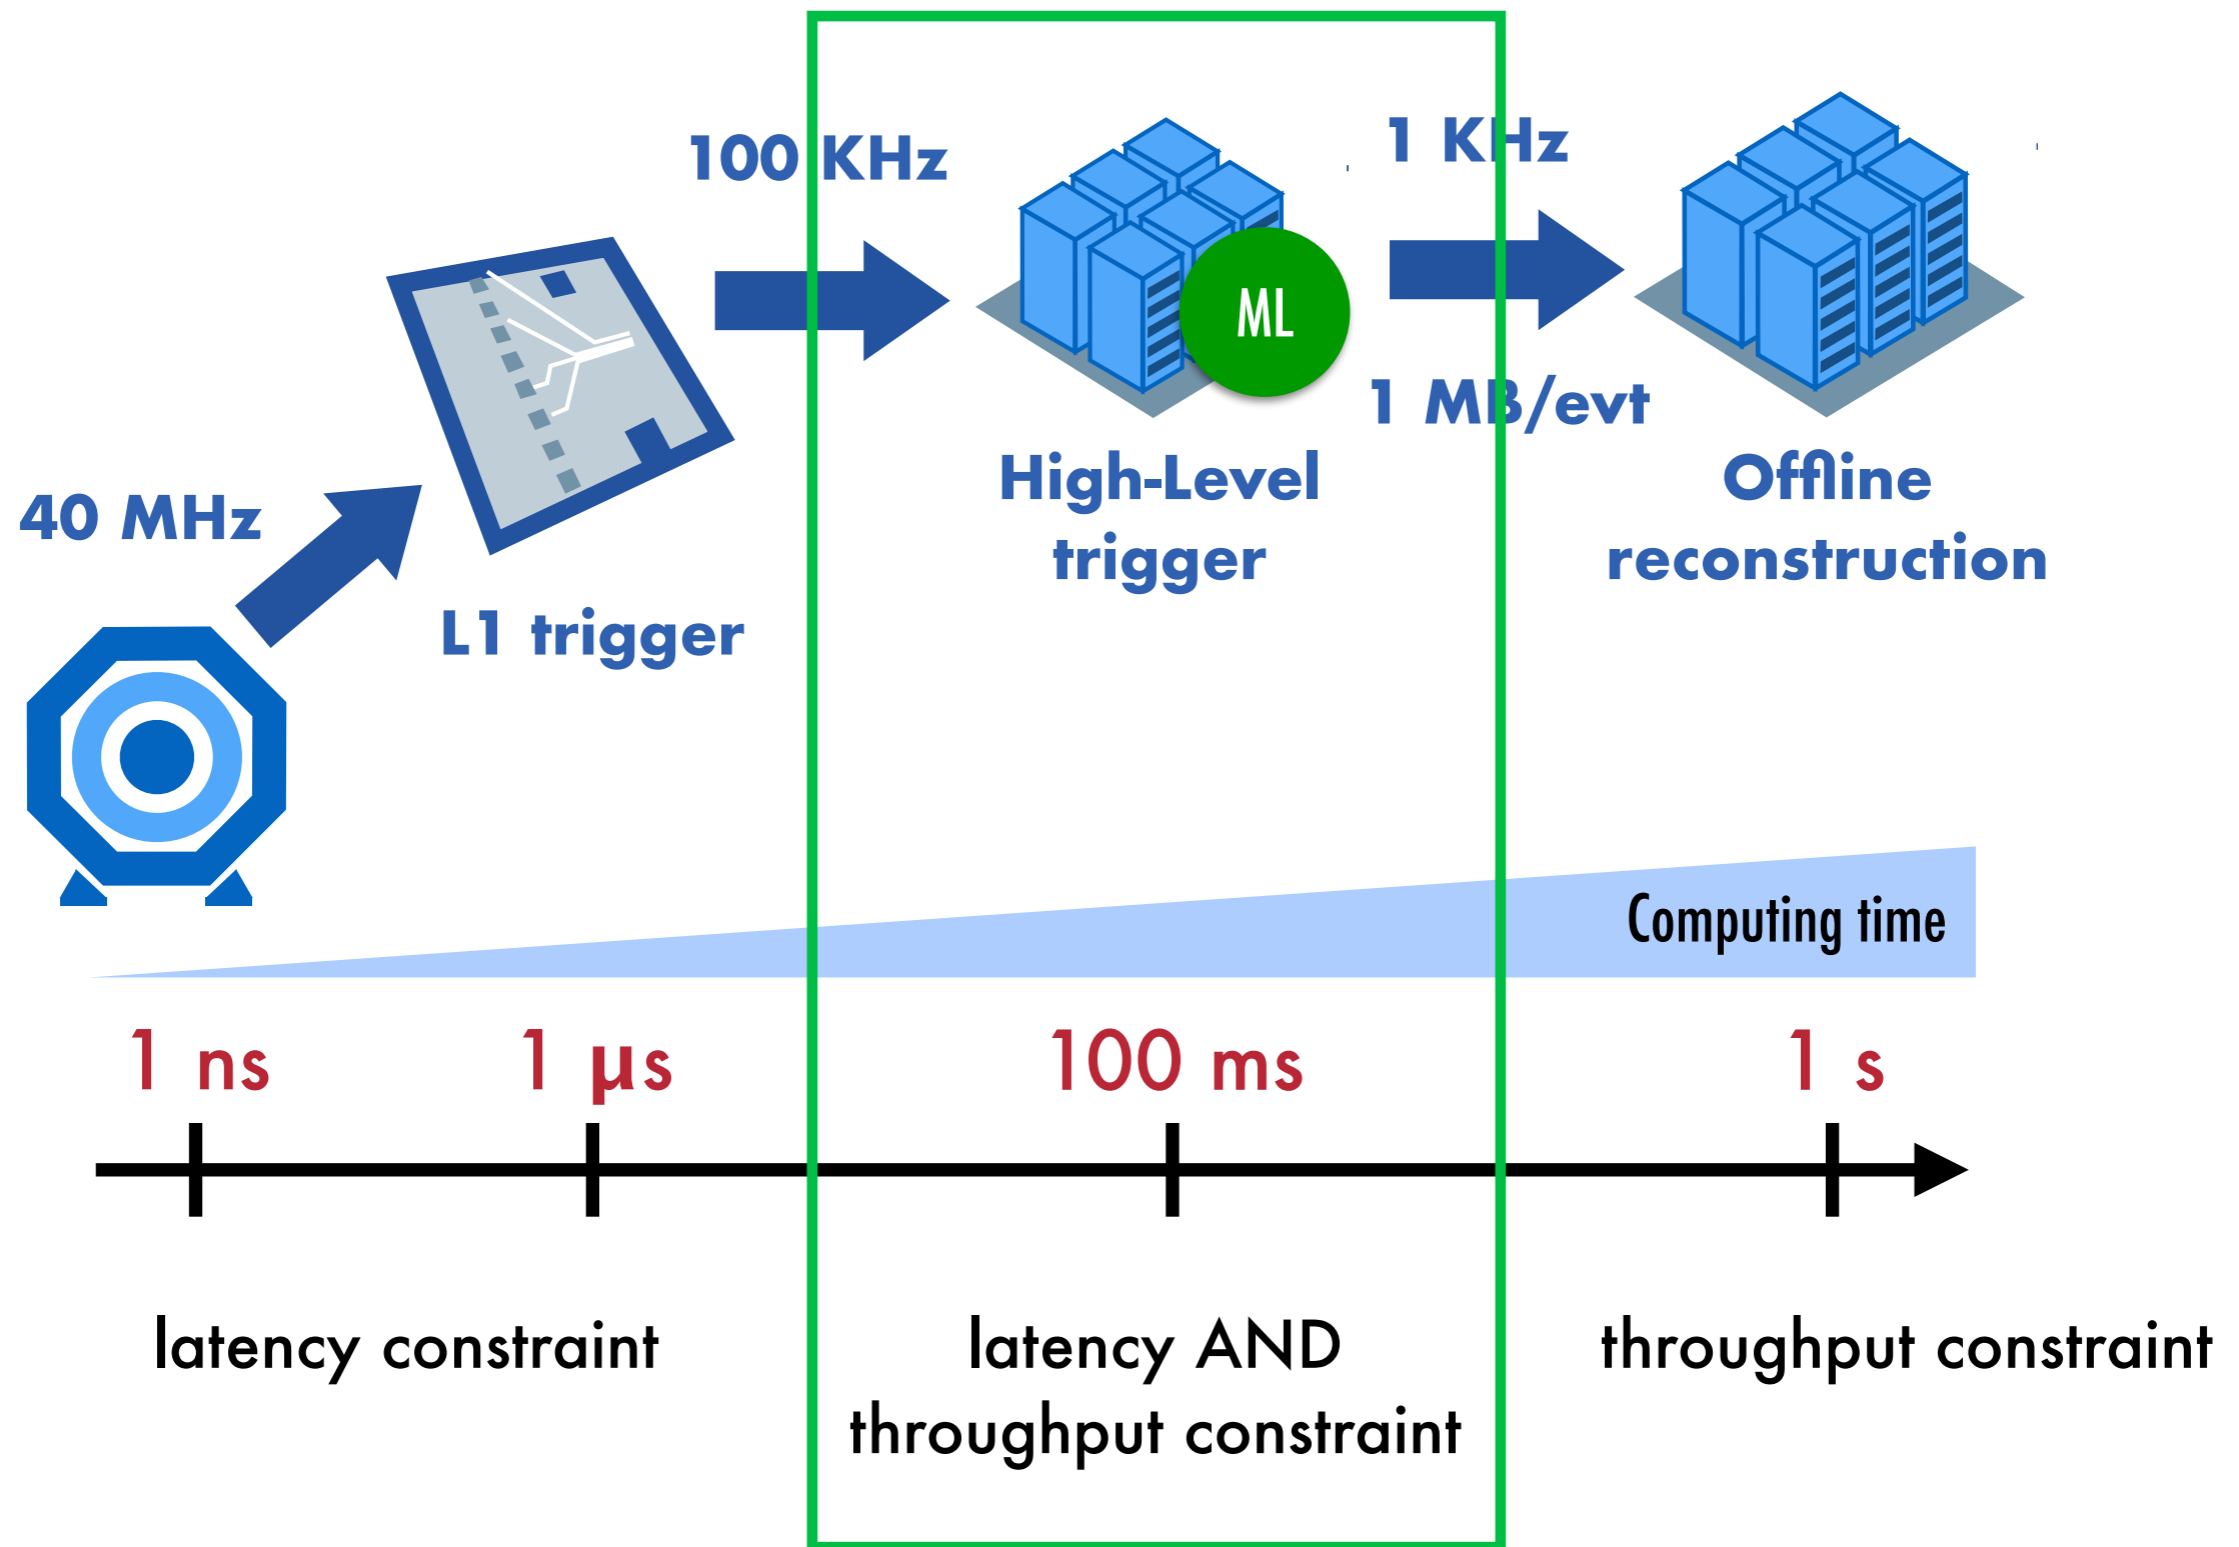 100 KHz
1 KHz
ML
1 MB/evt
40 MHz
High-Level
trigger
Offline
reconstruction
L1 trigger
Computing time
1 ns
1 µs
100 ms
1 s
latency constraint
latency AND
throughput constraint
throughput constraint